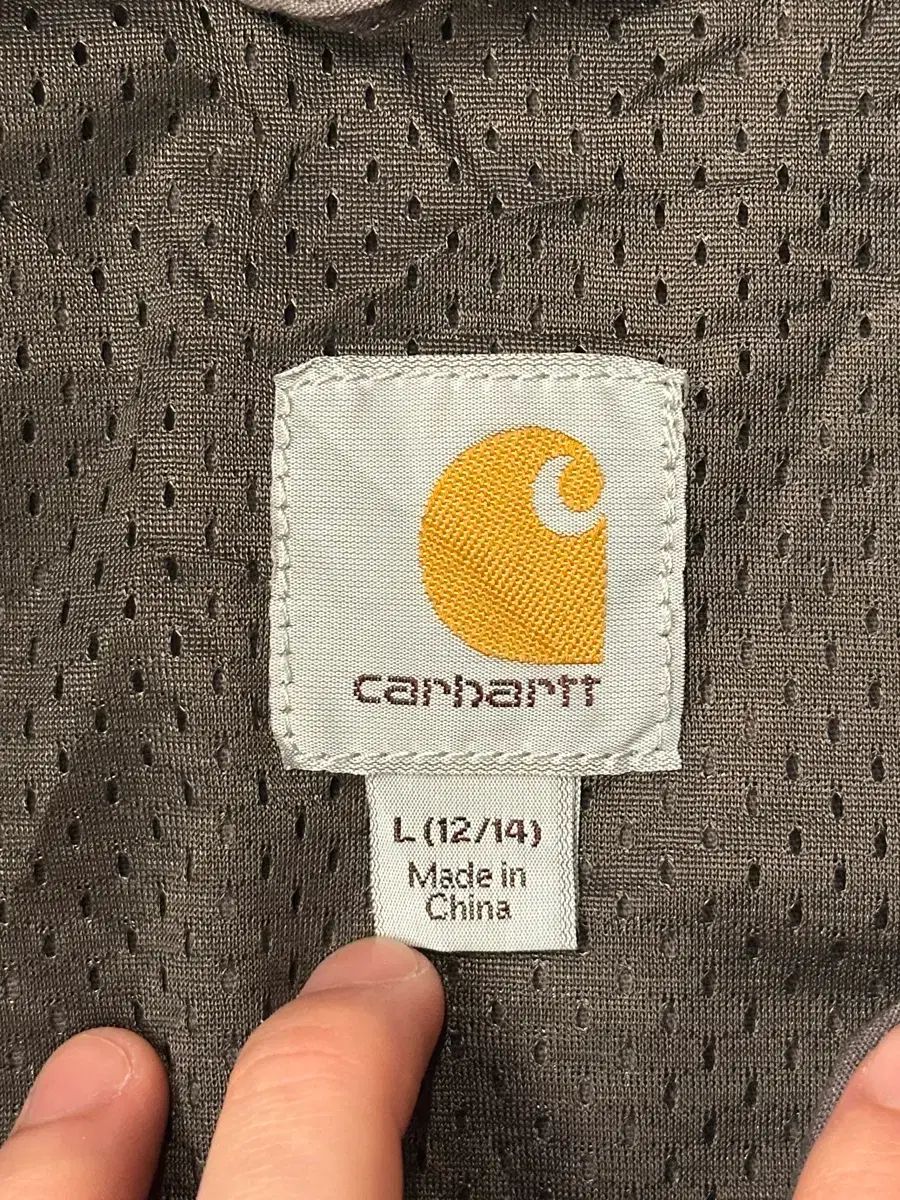 carhartt
L (12/14)
Made in
China